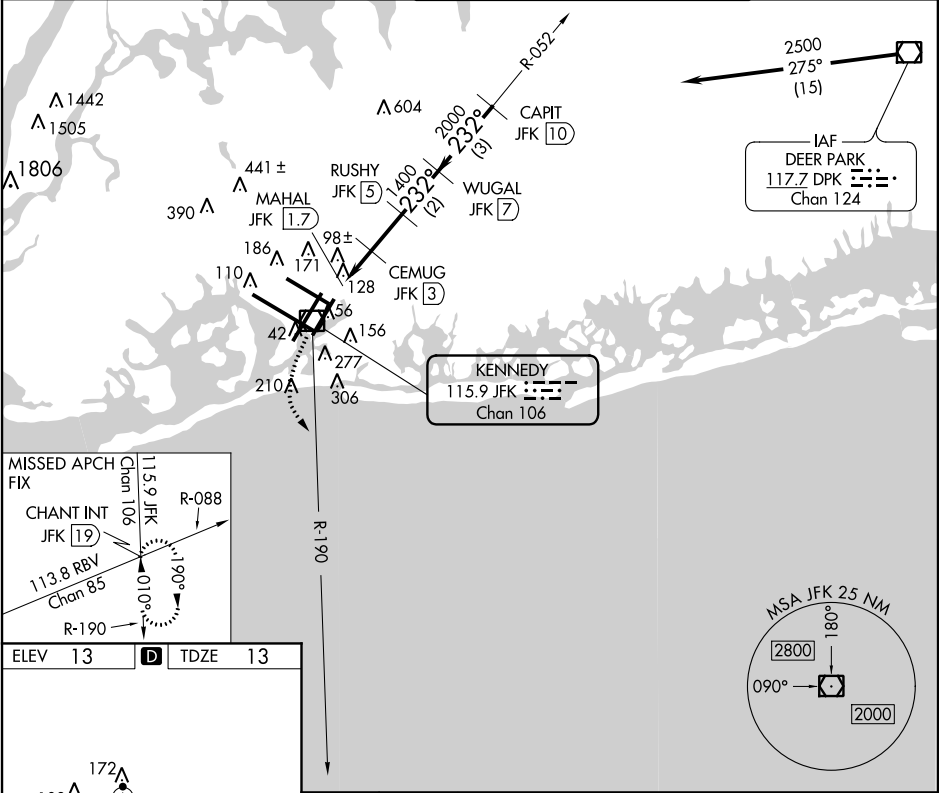 R-052
2500
275°
(15)
1442
1505
604
CAPIT
JFK 10
2000
232°
(3)
1806
441 ±
RUSHY
JFK 5
1400
232°
(2)
WUGAL
JFK 7
IAF
DEER PARK
117.7 DPK
Chan 124
390
MAHAL
JFK 1.7
186
171
98±
128
CEMUG
JFK 3
110
56
42
156
277
210
306
KENNEDY
115.9 JFK
Chan 106
R-190
MISSED APCH
FIX
Chan 106
115.9 JFK
CHANT INT
JFK 19
R-088
113.8 RBV
Chan 85
010°
190°
R-190
MSA JFK 25 NM
180°
2800
090°
2000
ELEV 13
D
TDZE 13
172